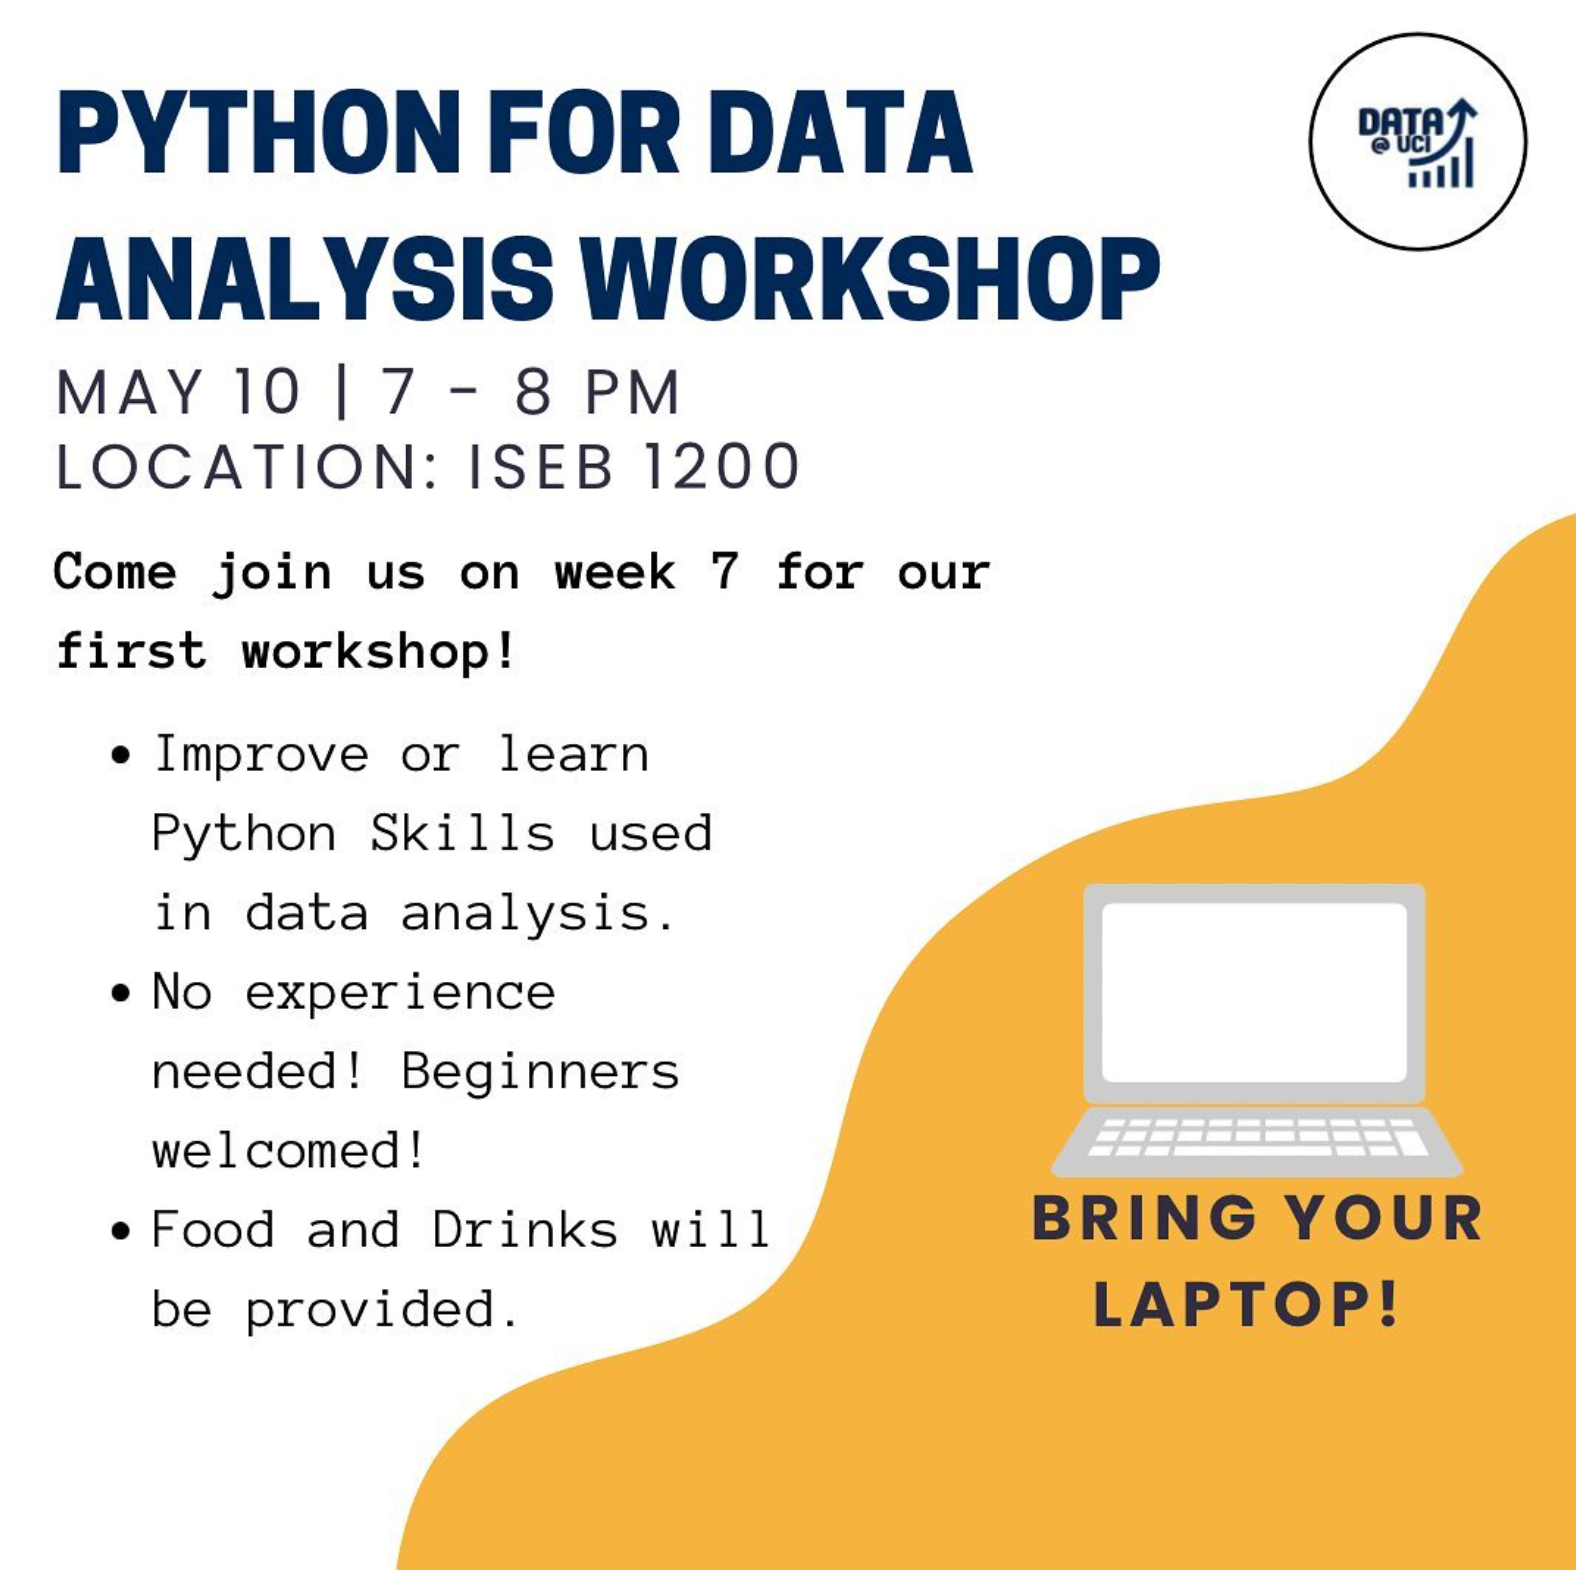 PYTHON FOR DATA
ANALYSIS WORKSHOP
DATA
@ UCI
MAY 10 | 7 - 8 PM
LOCATION: ISEB 1200
Come join us on week 7 for our
first workshop!
• Improve or learn
Python Skills used
in data analysis.
• No experience
needed! Beginners
welcomed!
• Food and Drinks will
be provided.
BRING YOUR
LAPTOP!